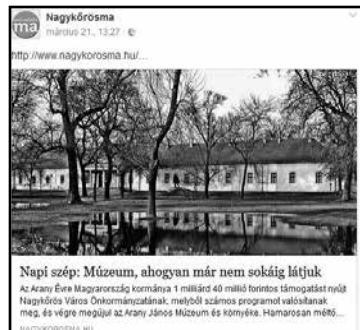 ma
Nagykőrösma
március 21., 13:27 ·
http://www.nagykorosma.hu/...
Napi szép: Múzeum, ahogyan már nem sokáig látjuk
Az Arany Évre Magyarország kormánya 1 milliárd 40 millió forintos támogatást nyújt
Nagykőrös Város Önkormányzatának, melyből számos programot valósítanak
meg, és végre megújul az Arany János Múzeum és környéke. Hamarosan méltó...
NAGYKOROSMA.HU